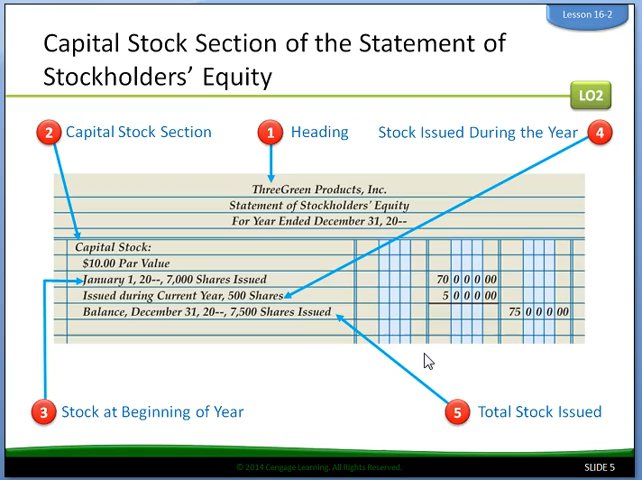 Lesson 16-2
Capital Stock Section of the Statement of
Stockholders' Equity
LO2
2 Capital Stock Section
1 Heading
Stock Issued During the Year 4
ThreeGreen Products, Inc.
Statement of Stockholders' Equity
For Year Ended December 31, 20--
Capital Stock:
$10.00 Par Value
January 1, 20--, 7,000 Shares Issued 70 0 0 0 00
Issued during Current Year, 500 Shares 5 0 0 0 00
Balance, December 31, 20--, 7,500 Shares Issued 75 0 0 0 00
3 Stock at Beginning of Year
5 Total Stock Issued
© 2014 Cengage Learning. All Rights Reserved.
SLIDE 5